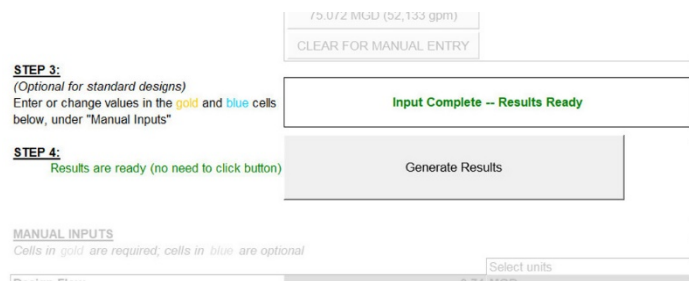 75.072 MGD (52,133 gpm)
CLEAR FOR MANUAL ENTRY
STEP 3:
(Optional for standard designs)
Enter or change values in the gold and blue cells
below, under "Manual Inputs"
Input Complete -- Results Ready
STEP 4:
Results are ready (no need to click button)
Generate Results
MANUAL INPUTS
Cells in gold are required; cells in blue are optional
Select units
Design Flow